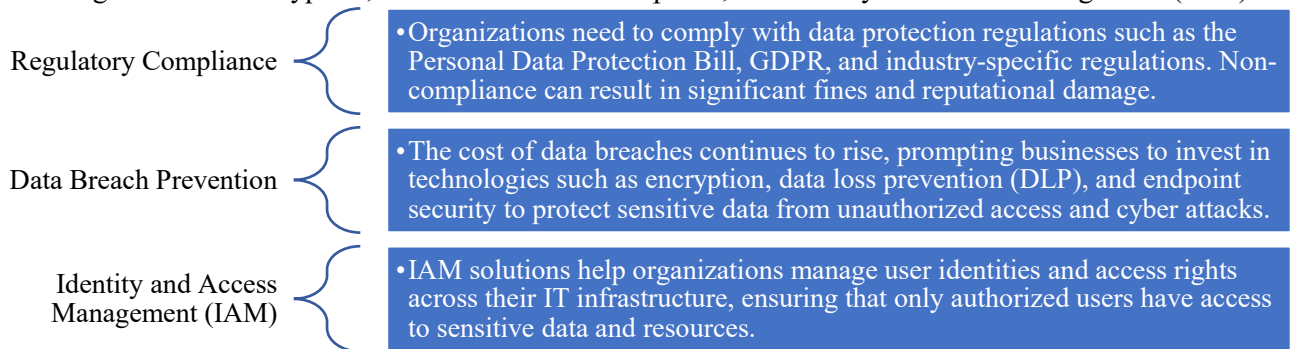 Regulatory Compliance
•Organizations need to comply with data protection regulations such as the
Personal Data Protection Bill, GDPR, and industry-specific regulations. Non-
compliance can result in significant fines and reputational damage.
Data Breach Prevention
•The cost of data breaches continues to rise, prompting businesses to invest in
technologies such as encryption, data loss prevention (DLP), and endpoint
security to protect sensitive data from unauthorized access and cyber attacks.
Identity and Access
Management (IAM)
•IAM solutions help organizations manage user identities and access rights
across their IT infrastructure, ensuring that only authorized users have access
to sensitive data and resources.